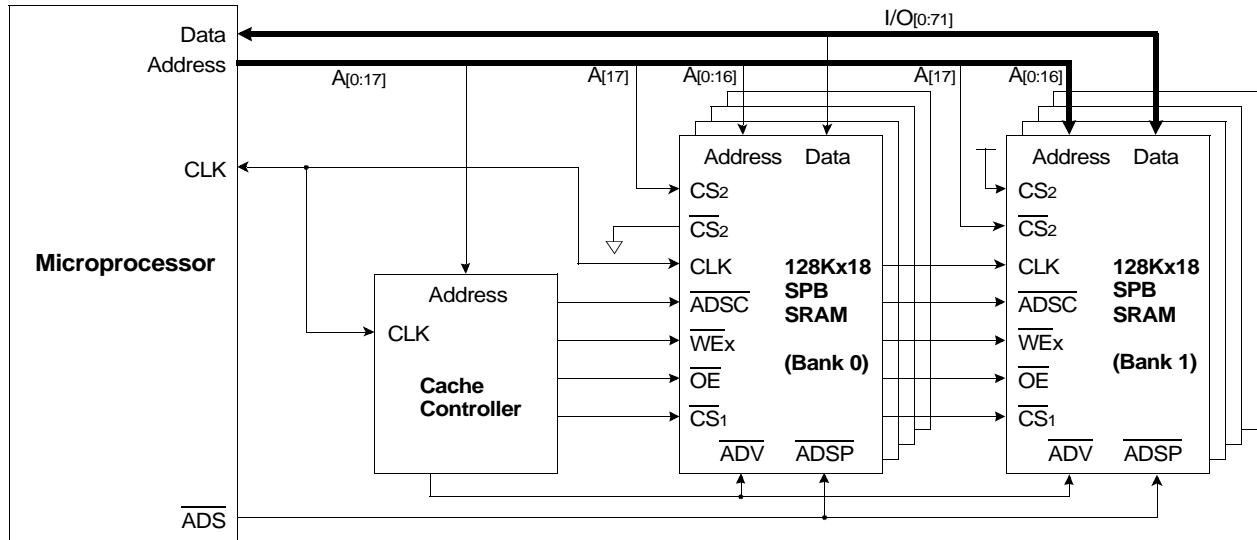 I/O[0:71]
Data
Address
A[0:17]
A[17]
A[0:16]
A[17]
A[0:16]
Microprocessor
CLK
ADS
Address
CLK
Cache
Controller
Address Data
CS2
CS2
CLK
ADSC
WEx
OE
CS1
ADV ADSP
128Kx18
SPB
SRAM
(Bank 0)
Address Data
CS2
CS2
CLK
ADSC
WEx
OE
CS1
ADV ADSP
128Kx18
SPB
SRAM
(Bank 1)